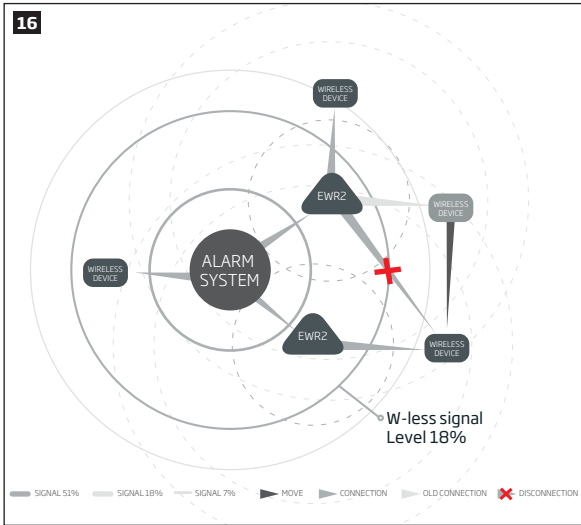 16
WIRELESS
DEVICE
EWR2
WIRELESS
DEVICE
ALARM
SYSTEM
WIRELESS
DEVICE
EWR2
WIRELESS
DEVICE
W-less signal
Level 18%
SIGNAL 51%
SIGNAL 18%
SIGNAL 7%
MOVE
CONNECTION
OLD CONNECTION
DISCONNECTION